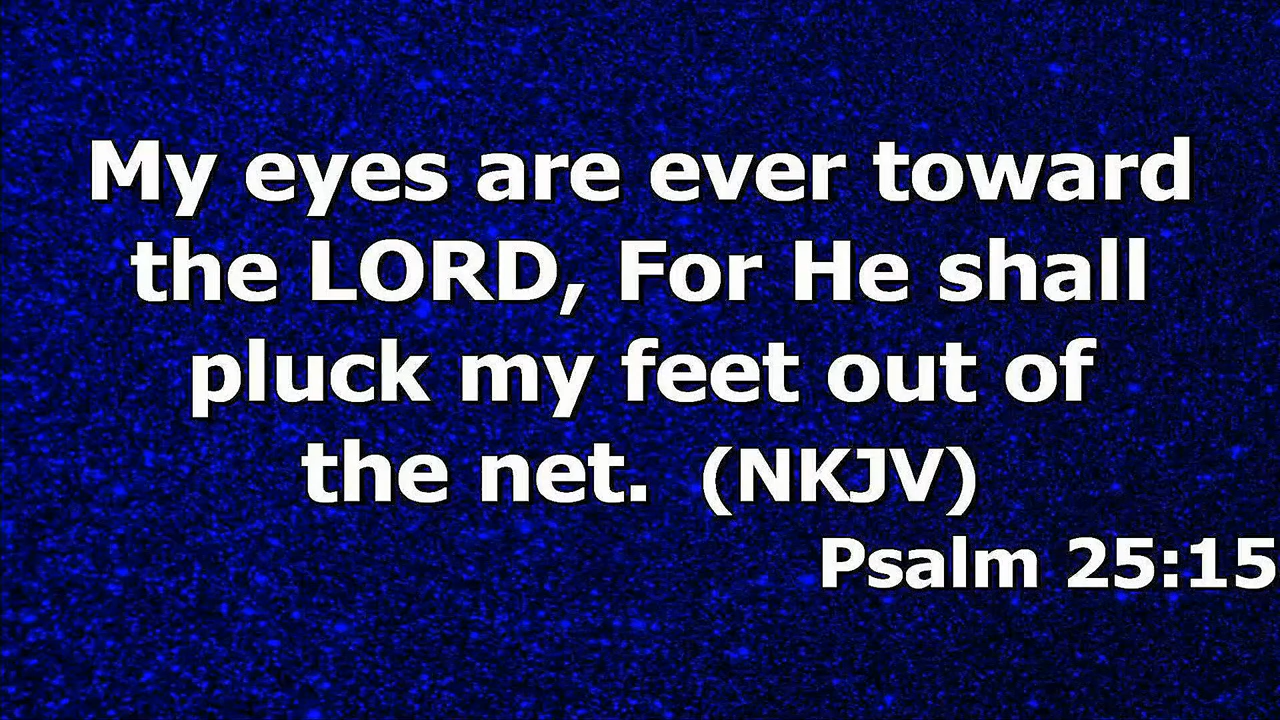 My eyes are ever toward
the LORD, For He shall
pluck my feet out of
the net. (NKJV)
Psalm 25:15